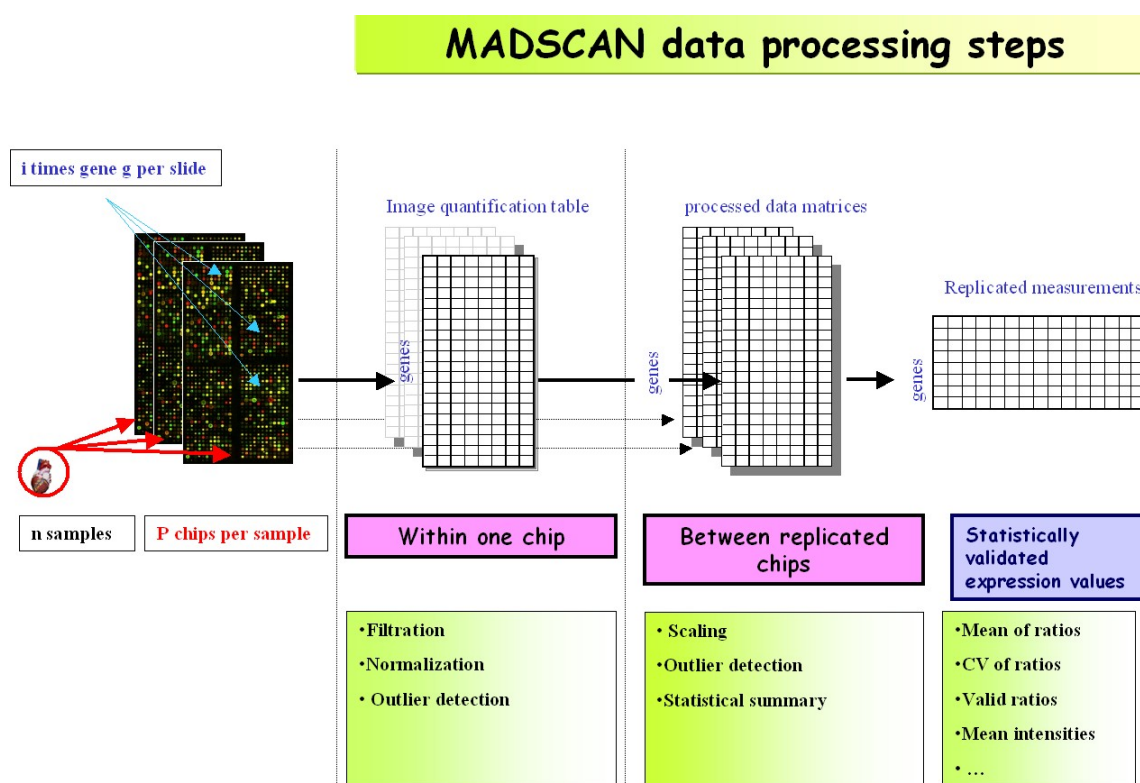 MADSCAN data processing steps
i times gene g per slide
Image quantification table
processed data matrices
Replicated measurements
genes
genes
genes
n samples
P chips per sample
Within one chip
Between replicated
chips
Statistically
validated
expression values
•Filtration
•Normalization
• Outlier detection
• Scaling
•Outlier detection
•Statistical summary
•Mean of ratios
•CV of ratios
•Valid ratios
•Mean intensities
• ...